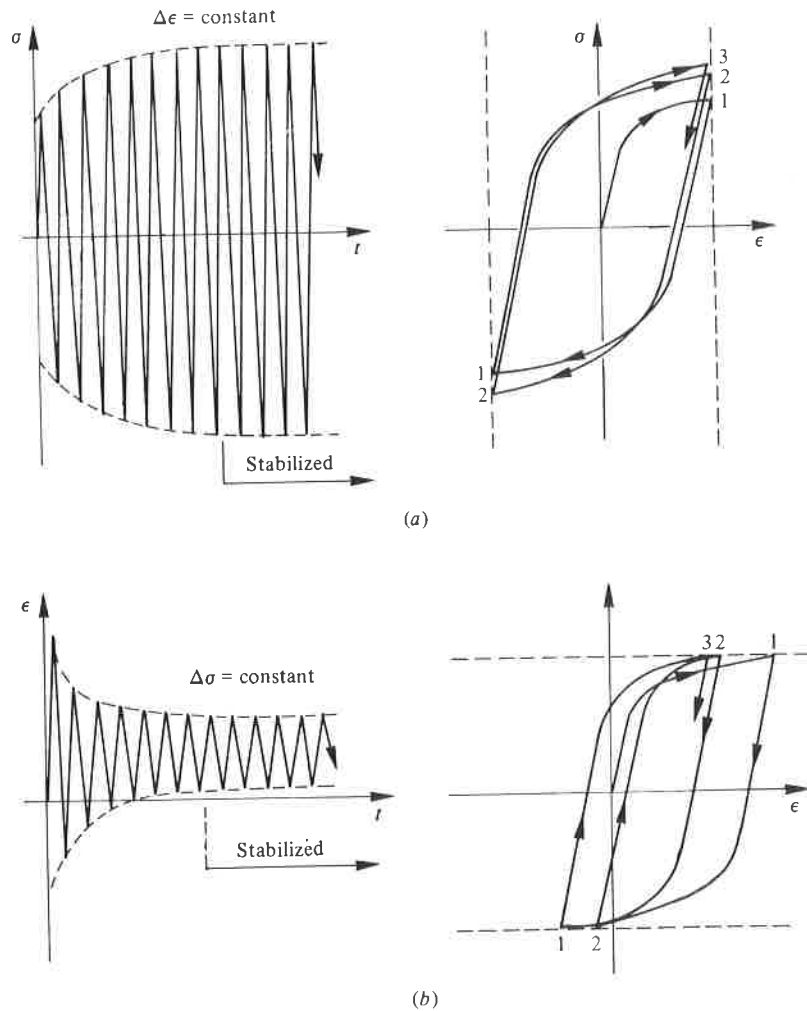 Δϵ = constant
σ
t
Stabilized
σ
3
2
1
ϵ
1
2
(a)
ϵ
Δσ = constant
t
Stabilized
3 2 1
ϵ
1 2
(b)